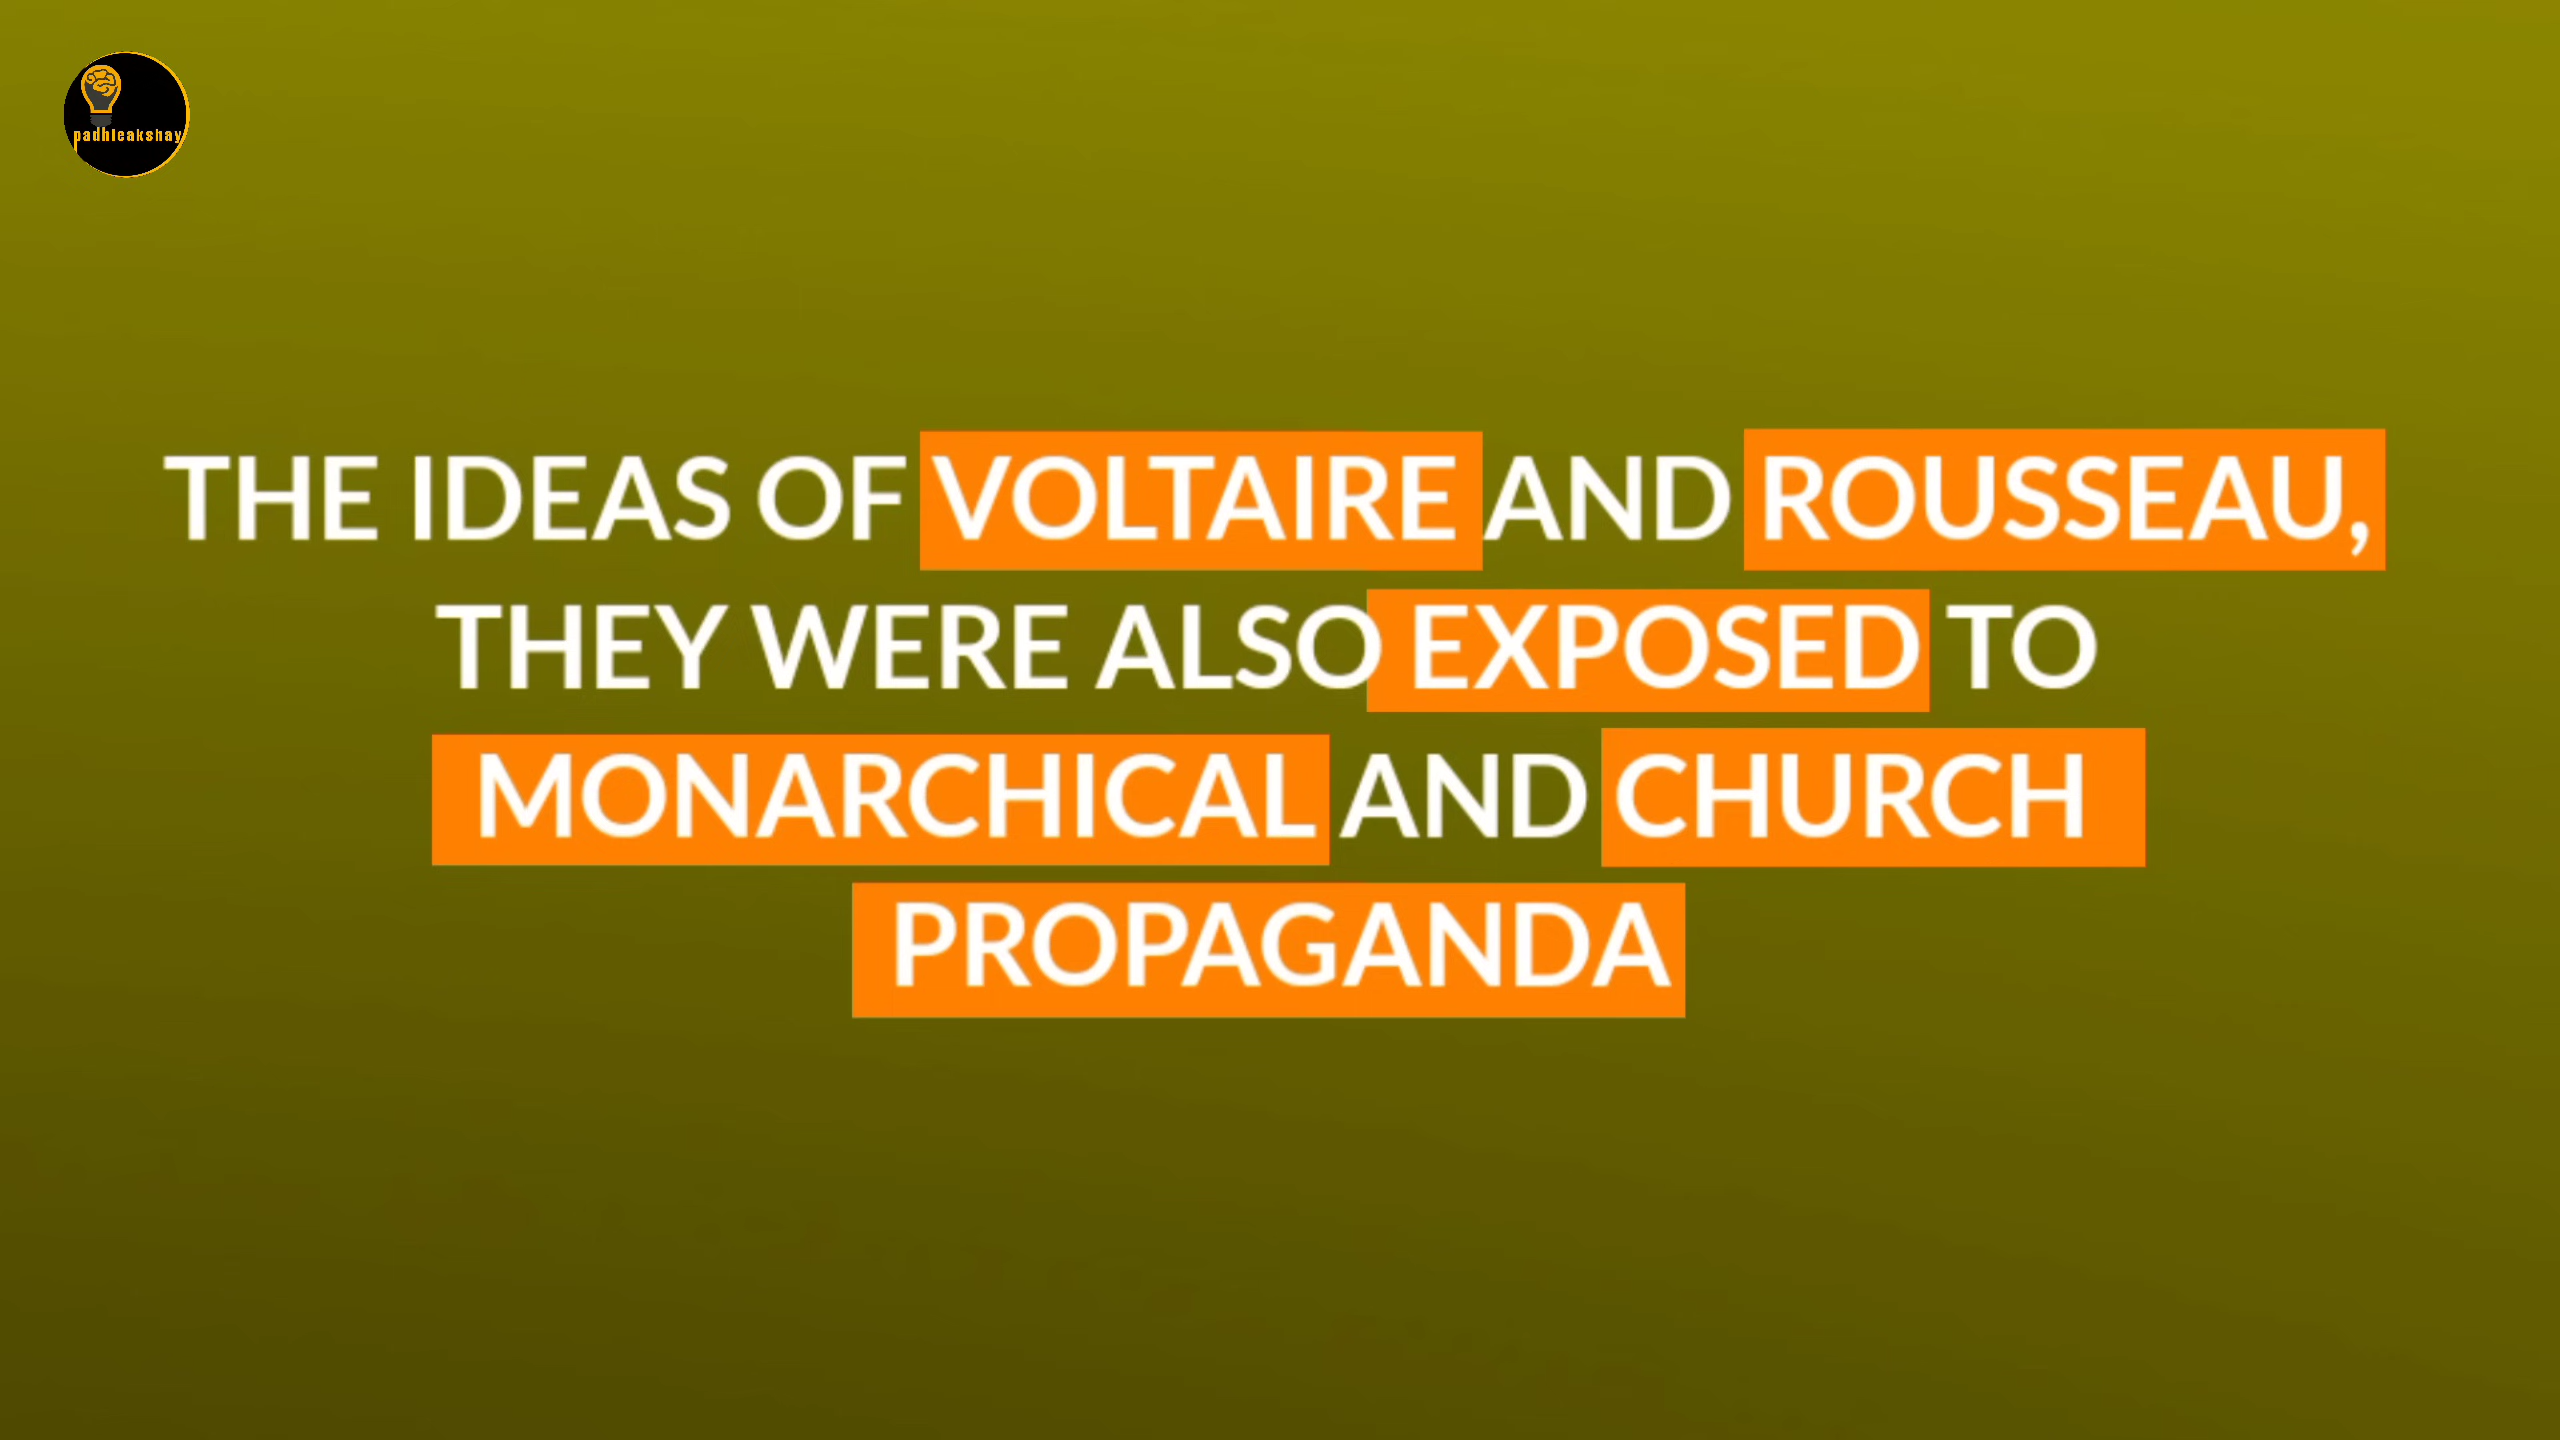 padhleakshay
THE IDEAS OF VOLTAIRE AND ROUSSEAU,
THEY WERE ALSO EXPOSED TO
MONARCHICAL AND CHURCH
PROPAGANDA